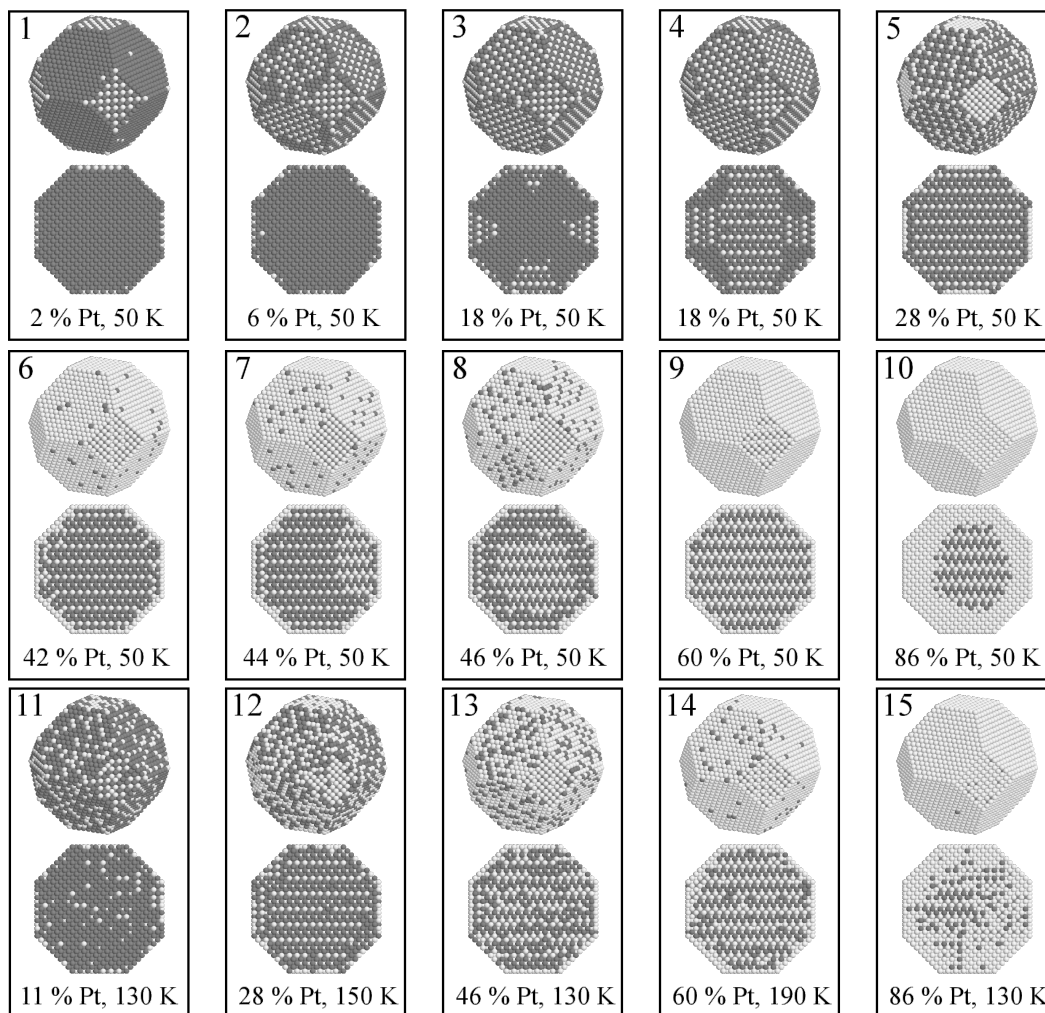 1
2
3
4
5
2 % Pt, 50 K
6 % Pt, 50 K
18 % Pt, 50 K
18 % Pt, 50 K
28 % Pt, 50 K
6
7
8
9
10
42 % Pt, 50 K
44 % Pt, 50 K
46 % Pt, 50 K
60 % Pt, 50 K
86 % Pt, 50 K
11
12
13
14
15
11 % Pt, 130 K
28 % Pt, 150 K
46 % Pt, 130 K
60 % Pt, 190 K
86 % Pt, 130 K